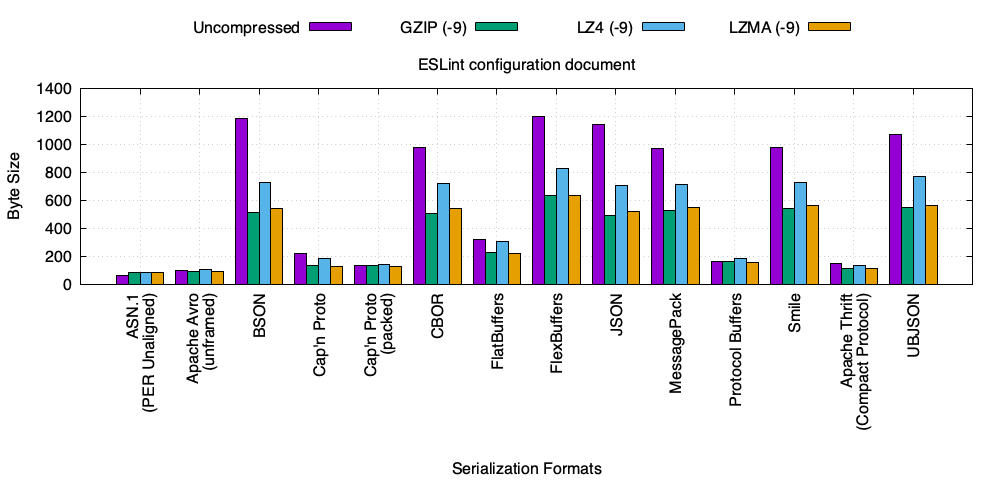 Uncompressed
GZIP (-9)
LZ4 (-9)
LZMA (-9)
ESLint configuration document
Byte Size
1400
1200
1000
800
600
400
200
0
ASN.1
(PER Unaligned)
Apache Avro
(unframed)
BSON
Cap'n Proto
Cap'n Proto
(packed)
CBOR
FlatBuffers
FlexBuffers
JSON
MessagePack
Protocol Buffers
Smile
Apache Thrift
(Compact Protocol)
UBJSON
Serialization Formats